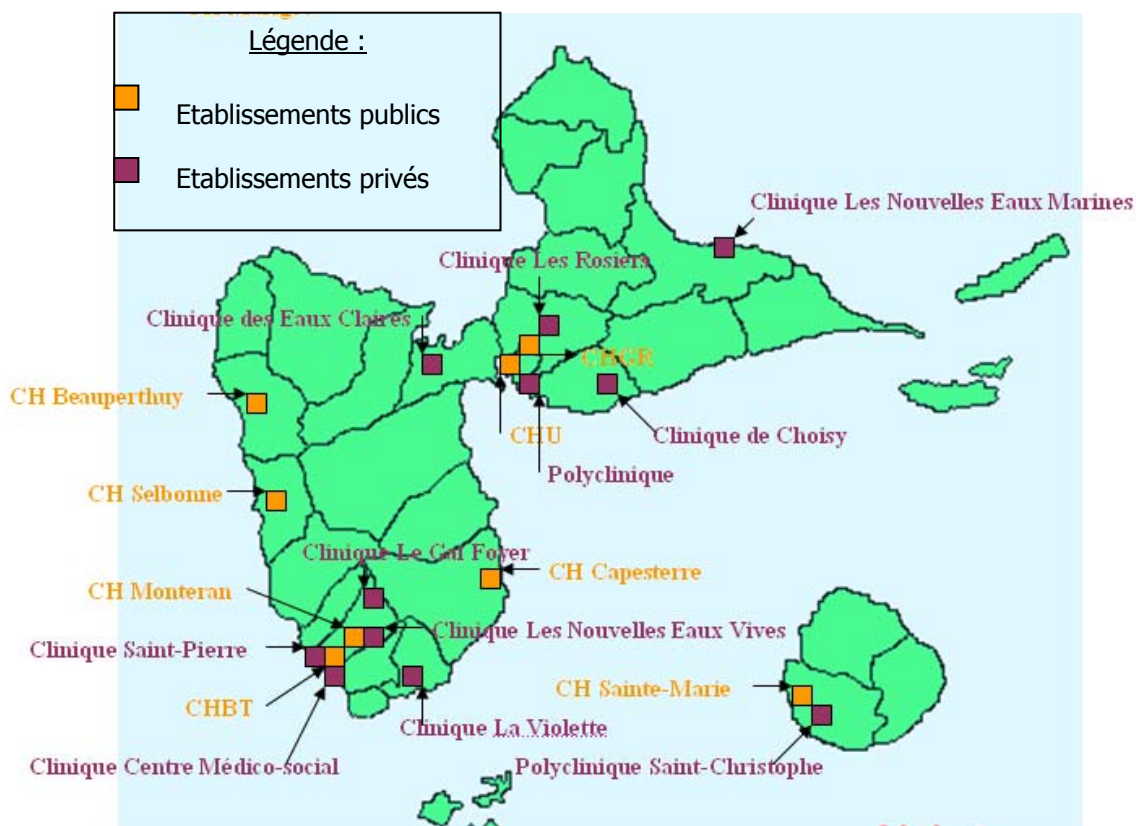 Légende :
Etablissements publics
Etablissements privés
Clinique Les Nouvelles Eaux Marines
Clinique Les Rosiers
Clinique des Eaux Claires
CHGR
CH Beauperthuy
CHU
Clinique de Choisy
Polyclinique
CH Selbonne
Clinique Le Gai Foyer
CH Capesterre
CH Monteran
Clinique Les Nouvelles Eaux Vives
Clinique Saint-Pierre
CH Sainte-Marie
CHBT
Clinique La Violette
Clinique Centre Médico-social
Polyclinique Saint-Christophe